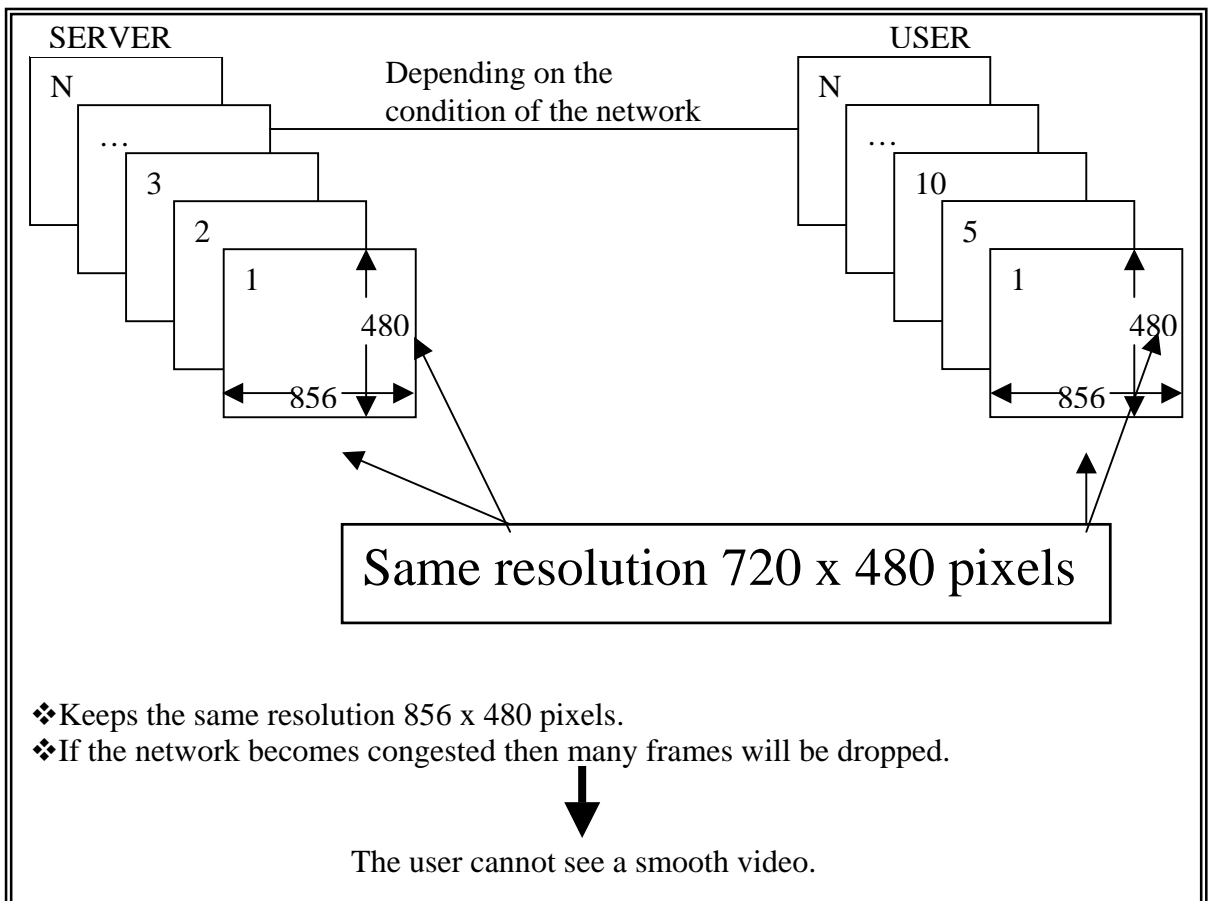 SERVER
USER
Depending on the
condition of the network
N
…
3
2
1
480
856
N
…
10
5
1
480
856
Same resolution 720 x 480 pixels
❖Keeps the same resolution 856 x 480 pixels.
❖If the network becomes congested then many frames will be dropped.
The user cannot see a smooth video.